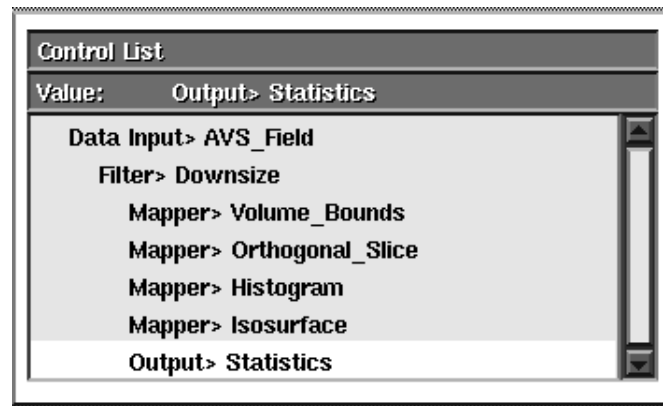 Control List
Value: Output> Statistics
Data Input> AVS_Field
Filter> Downsize
Mapper> Volume_Bounds
Mapper> Orthogonal_Slice
Mapper> Histogram
Mapper> Isosurface
Output> Statistics